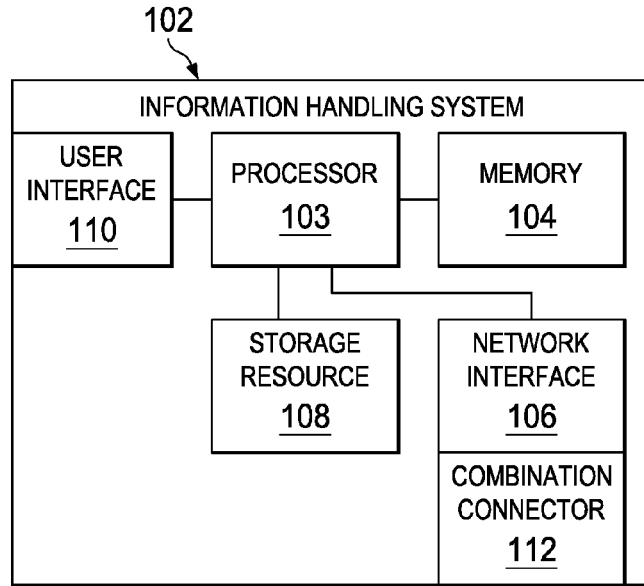 102
INFORMATION HANDLING SYSTEM
USER
INTERFACE
110
PROCESSOR
103
MEMORY
104
STORAGE
RESOURCE
108
NETWORK
INTERFACE
106
COMBINATION
CONNECTOR
112